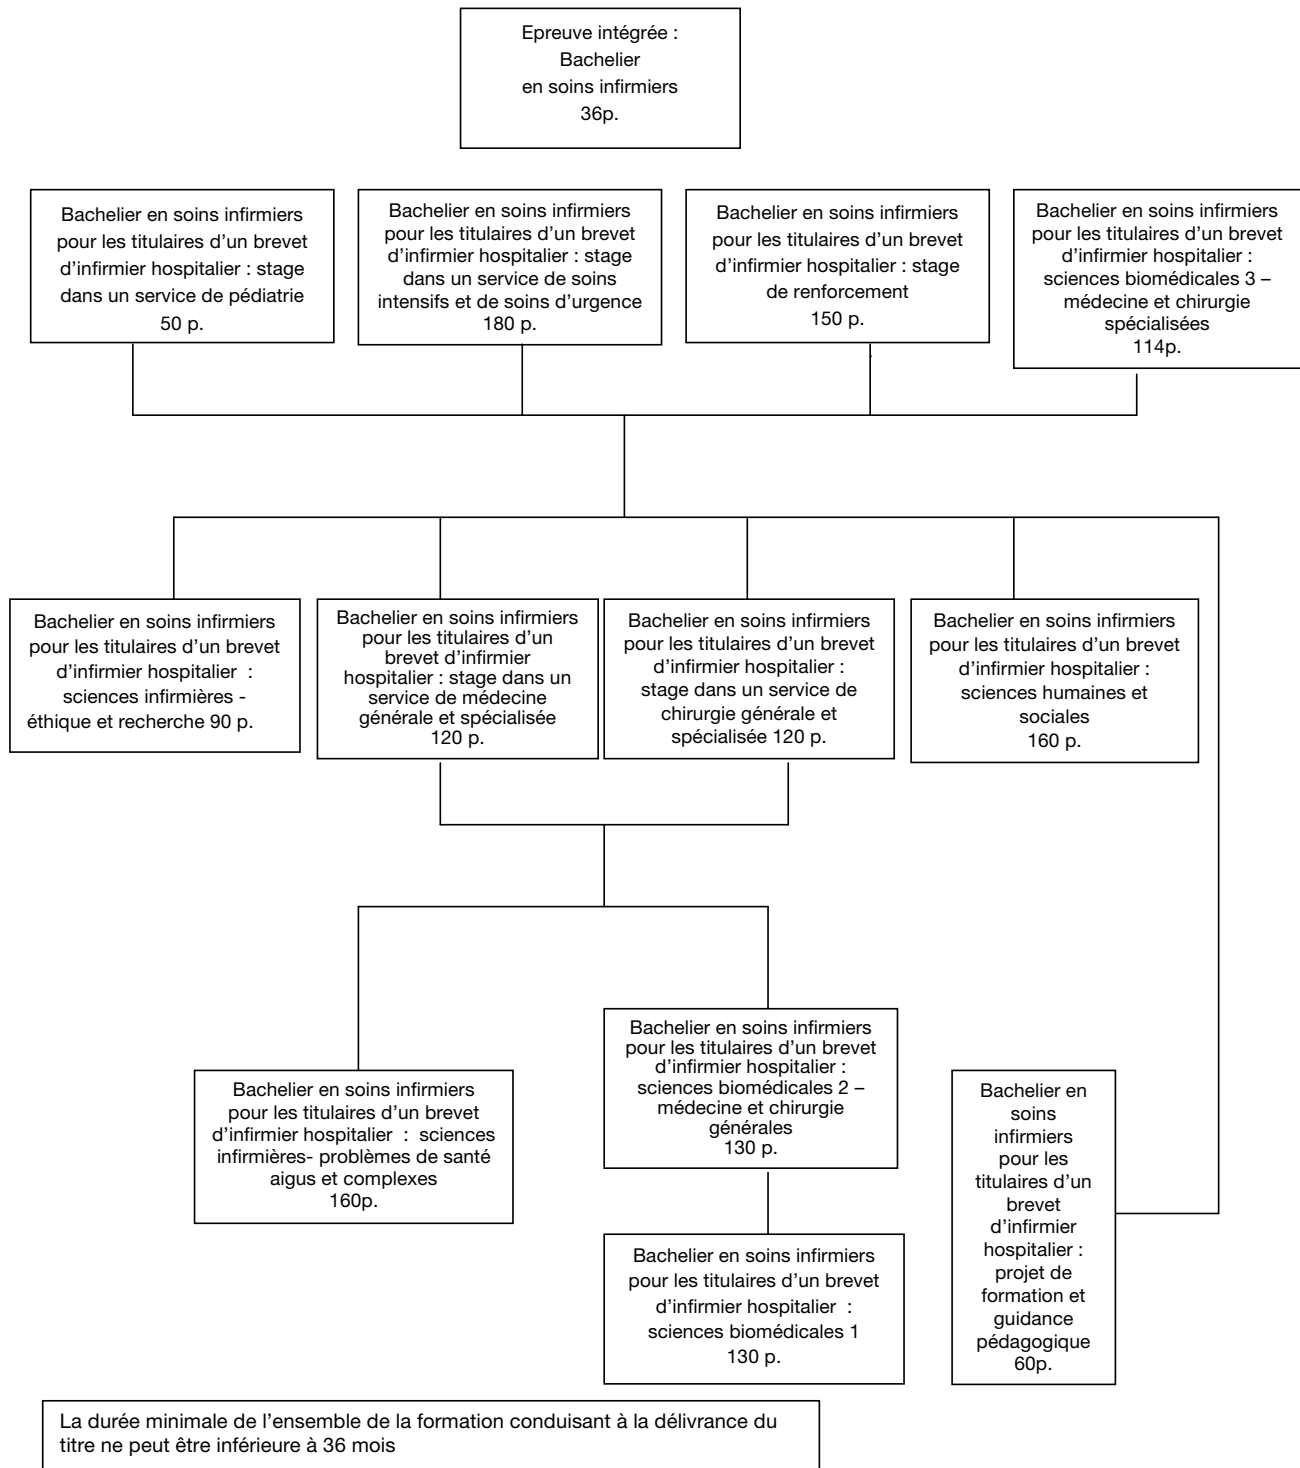 Epreuve intégrée :
Bachelier
en soins infirmiers
36p.
Bachelier en soins infirmiers
pour les titulaires d'un brevet
d'infirmier hospitalier : stage
dans un service de pédiatrie
50 p.
Bachelier en soins infirmiers
pour les titulaires d'un brevet
d'infirmier hospitalier : stage
dans un service de soins
intensifs et de soins d'urgence
180 p.
Bachelier en soins infirmiers
pour les titulaires d'un brevet
d'infirmier hospitalier : stage
de renforcement
150 p.
Bachelier en soins infirmiers
pour les titulaires d'un brevet
d'infirmier hospitalier :
sciences biomédicales 3 –
médecine et chirurgie
spécialisées
114p.
Bachelier en soins infirmiers
pour les titulaires d'un brevet
d'infirmier hospitalier  :
sciences infirmières -
éthique et recherche 90 p.
Bachelier en soins infirmiers
pour les titulaires d'un
brevet d'infirmier
hospitalier : stage dans un
service de médecine
générale et spécialisée
120 p.
Bachelier en soins infirmiers
pour les titulaires d'un brevet
d'infirmier hospitalier :
stage dans un service de
chirurgie générale et
spécialisée 120 p.
Bachelier en soins infirmiers
pour les titulaires d'un brevet
d'infirmier hospitalier :
sciences humaines et
sociales
160 p.
Bachelier en soins infirmiers
pour les titulaires d'un brevet
d'infirmier hospitalier :
sciences biomédicales 2 –
médecine et chirurgie
générales
130 p.
Bachelier en soins infirmiers
pour les titulaires d'un brevet
d'infirmier hospitalier  :  sciences
infirmières- problèmes de santé
aigus et complexes
160p.
Bachelier en
soins
infirmiers
pour les
titulaires d'un
brevet
d'infirmier
hospitalier :
projet de
formation et
guidance
pédagogique
60p.
Bachelier en soins infirmiers
pour les titulaires d'un brevet
d'infirmier hospitalier  :
sciences biomédicales 1
130 p.
La durée minimale de l'ensemble de la formation conduisant à la délivrance du
titre ne peut être inférieure à 36 mois